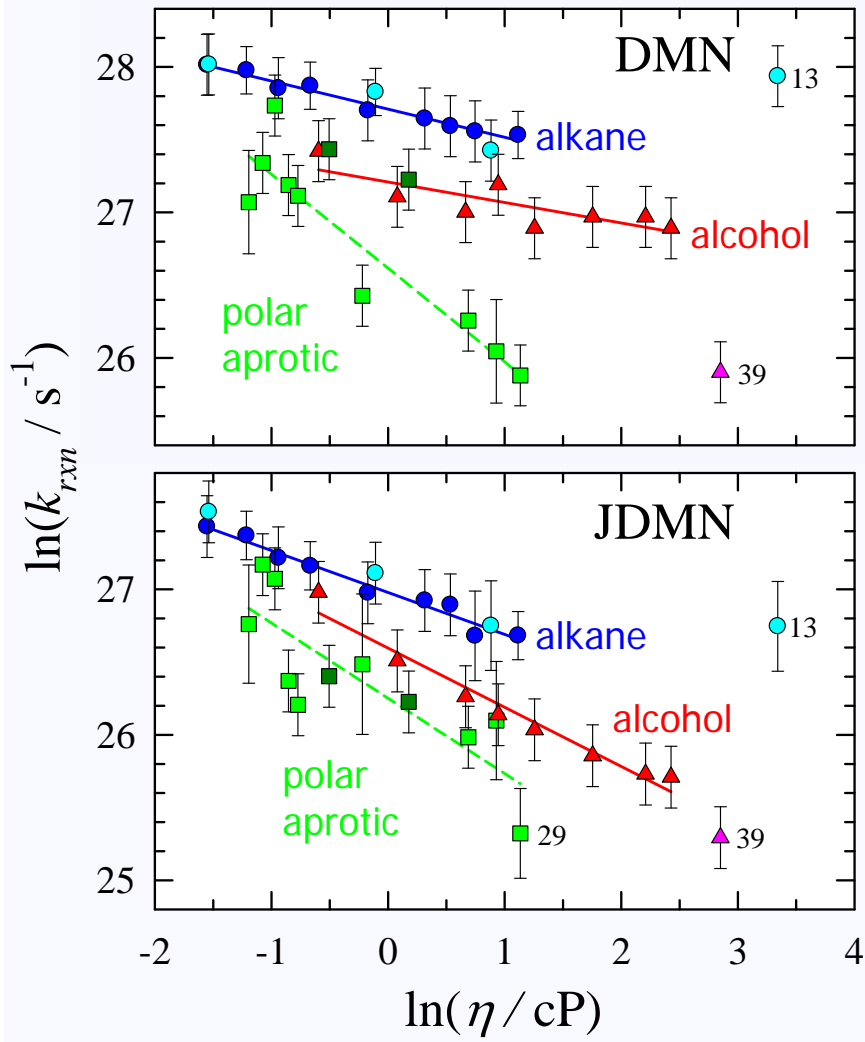 28
27
26
DMN
13
alkane
alcohol
polar
aprotic
39
ln(k_rxn / s^-1)
27
26
25
JDMN
13
alkane
alcohol
polar
aprotic
29
39
-2 -1 0 1 2 3 4
ln(η / cP)